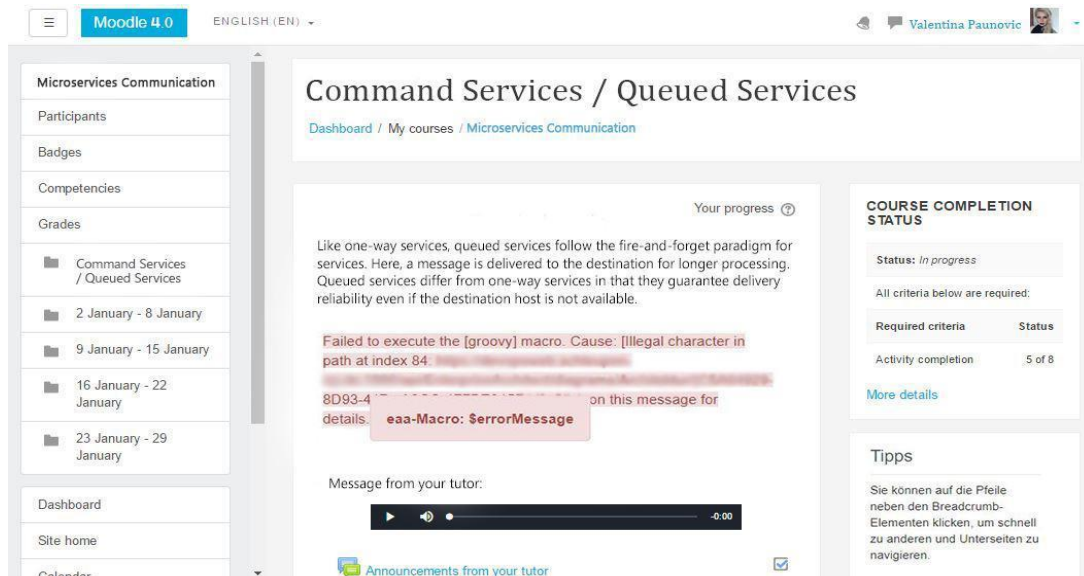 Moodle 4.0
ENGLISH (EN)
Valentina Paunovic
Microservices Communication
Participants
Badges
Competencies
Grades
Command Services
/ Queued Services
2 January - 8 January
9 January - 15 January
16 January - 22
January
23 January - 29
January
Dashboard
Site home
Calendar
Command Services / Queued Services
Dashboard / My courses / Microservices Communication
Your progress
Like one-way services, queued services follow the fire-and-forget paradigm for
services. Here, a message is delivered to the destination for longer processing.
Queued services differ from one-way services in that they guarantee delivery
reliability even if the destination host is not available.
Failed to execute the [groovy] macro. Cause: [Illegal character in
path at index 84:
8D93-4 on this message for
details.
eaa-Macro: $errorMessage
Message from your tutor:
-0:00
Announcements from your tutor
COURSE COMPLETION
STATUS
Status: In progress
All criteria below are required:
Required criteria Status
Activity completion 5 of 8
More details
Tipps
Sie können auf die Pfeile
neben den Breadcrumb-
Elementen klicken, um schnell
zu anderen und Unterseiten zu
navigieren.